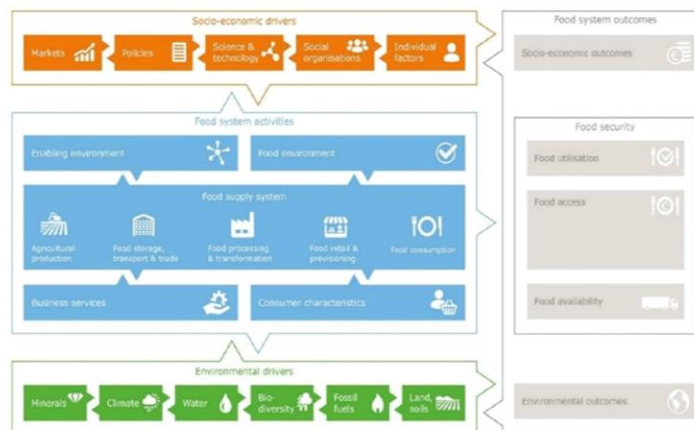 Socio-economic drivers
Markets
Policies
Science &
technology
Social
organisations
Individual
factors
Food system activities
Enabling environment
Food environment
Food supply system
Agricultural
production
Food storage,
transport & trade
Food processing
& transformation
Food retail &
provisioning
Food consumption
Business services
Consumer characteristics
Environmental drivers
Minerals
Climate
Water
Bio-
diversity
Fossil
fuels
Land,
soils
Food system outcomes
Socio-economic outcomes
Food security
Food utilisation
Food access
Food availability
Environmental outcomes